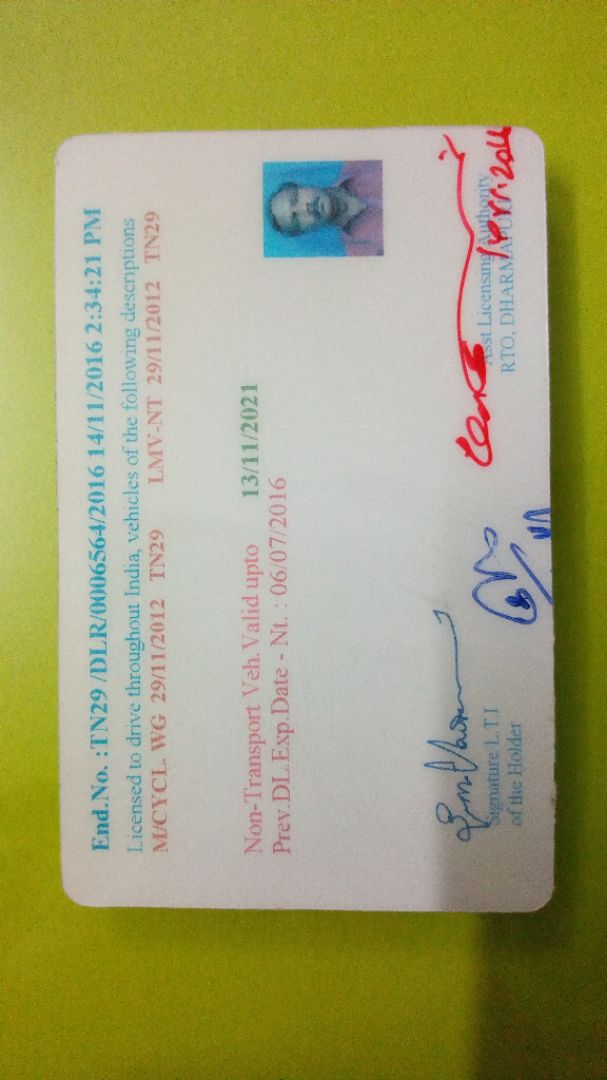 End.No. :TN29 /DLR/0006564/2016 14/11/2016 2:34:21 PM
Licensed to drive throughout India, vehicles of the following descriptions
M/CYCL. WG 29/11/2012 TN29 LMV-NT 29/11/2012 TN29
Non-Transport Veh.Valid upto 13/11/2021
Prev.DL.Exp.Date - Nt. : 06/07/2016
Signature L.T.I
of the Holder
Asst Licensing Authority
RTO, DHARMAPURI